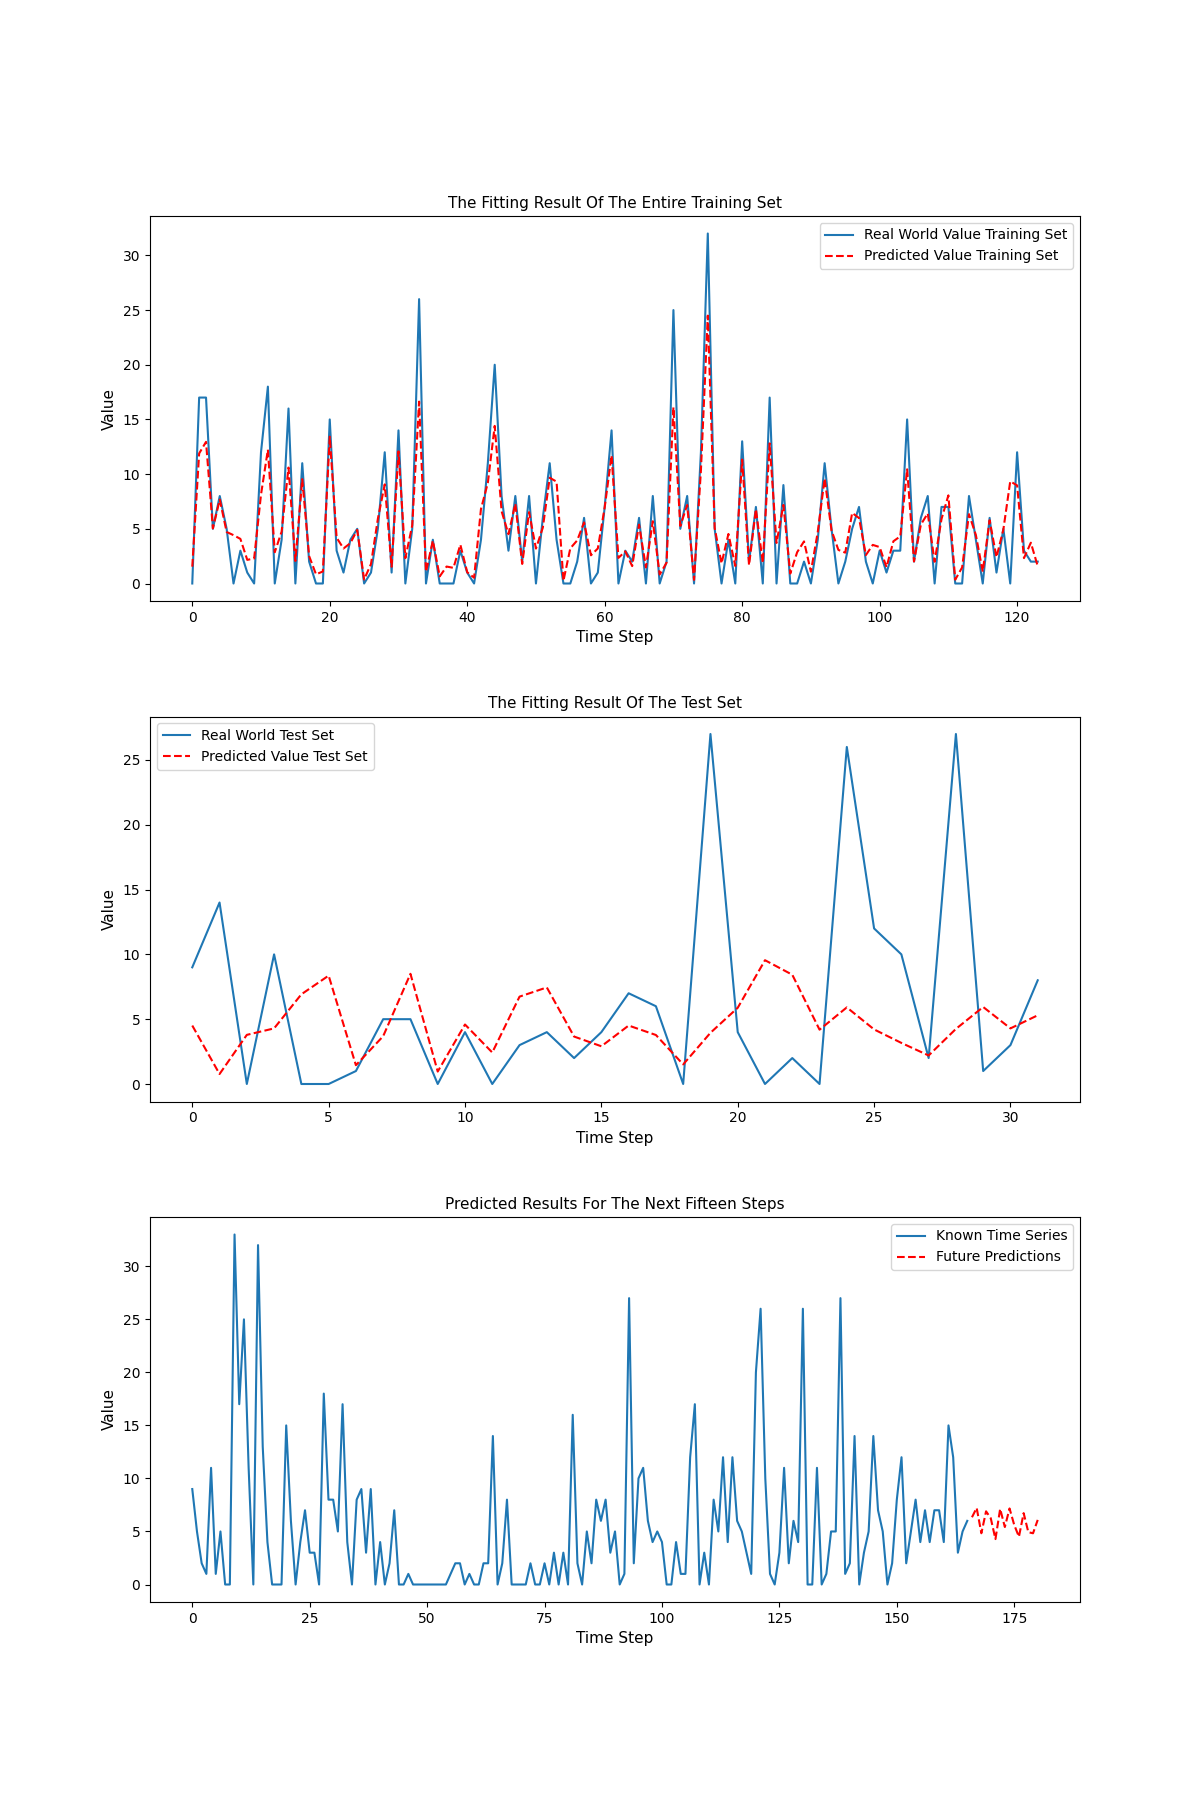 The Fitting Result Of The Entire Training Set
Real World Value Training Set
Predicted Value Training Set
30
25
20
15
10
5
0
Value
0 20 40 60 80 100 120
Time Step
The Fitting Result Of The Test Set
Real World Test Set
Predicted Value Test Set
25
20
15
10
5
0
Value
0 5 10 15 20 25 30
Time Step
Predicted Results For The Next Fifteen Steps
Known Time Series
Future Predictions
30
25
20
15
10
5
0
Value
0 25 50 75 100 125 150 175
Time Step